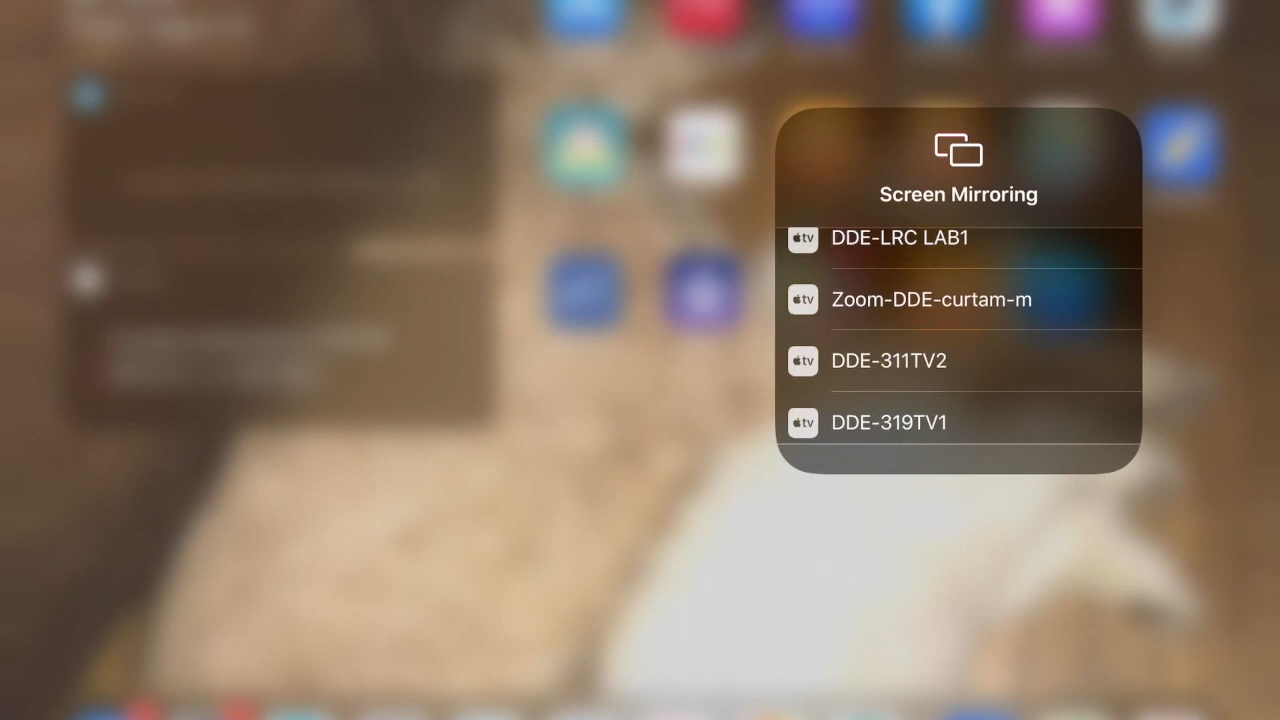 Screen Mirroring
tv DDE-LRC LAB1
tv Zoom-DDE-curtam-m
tv DDE-311TV2
tv DDE-319TV1